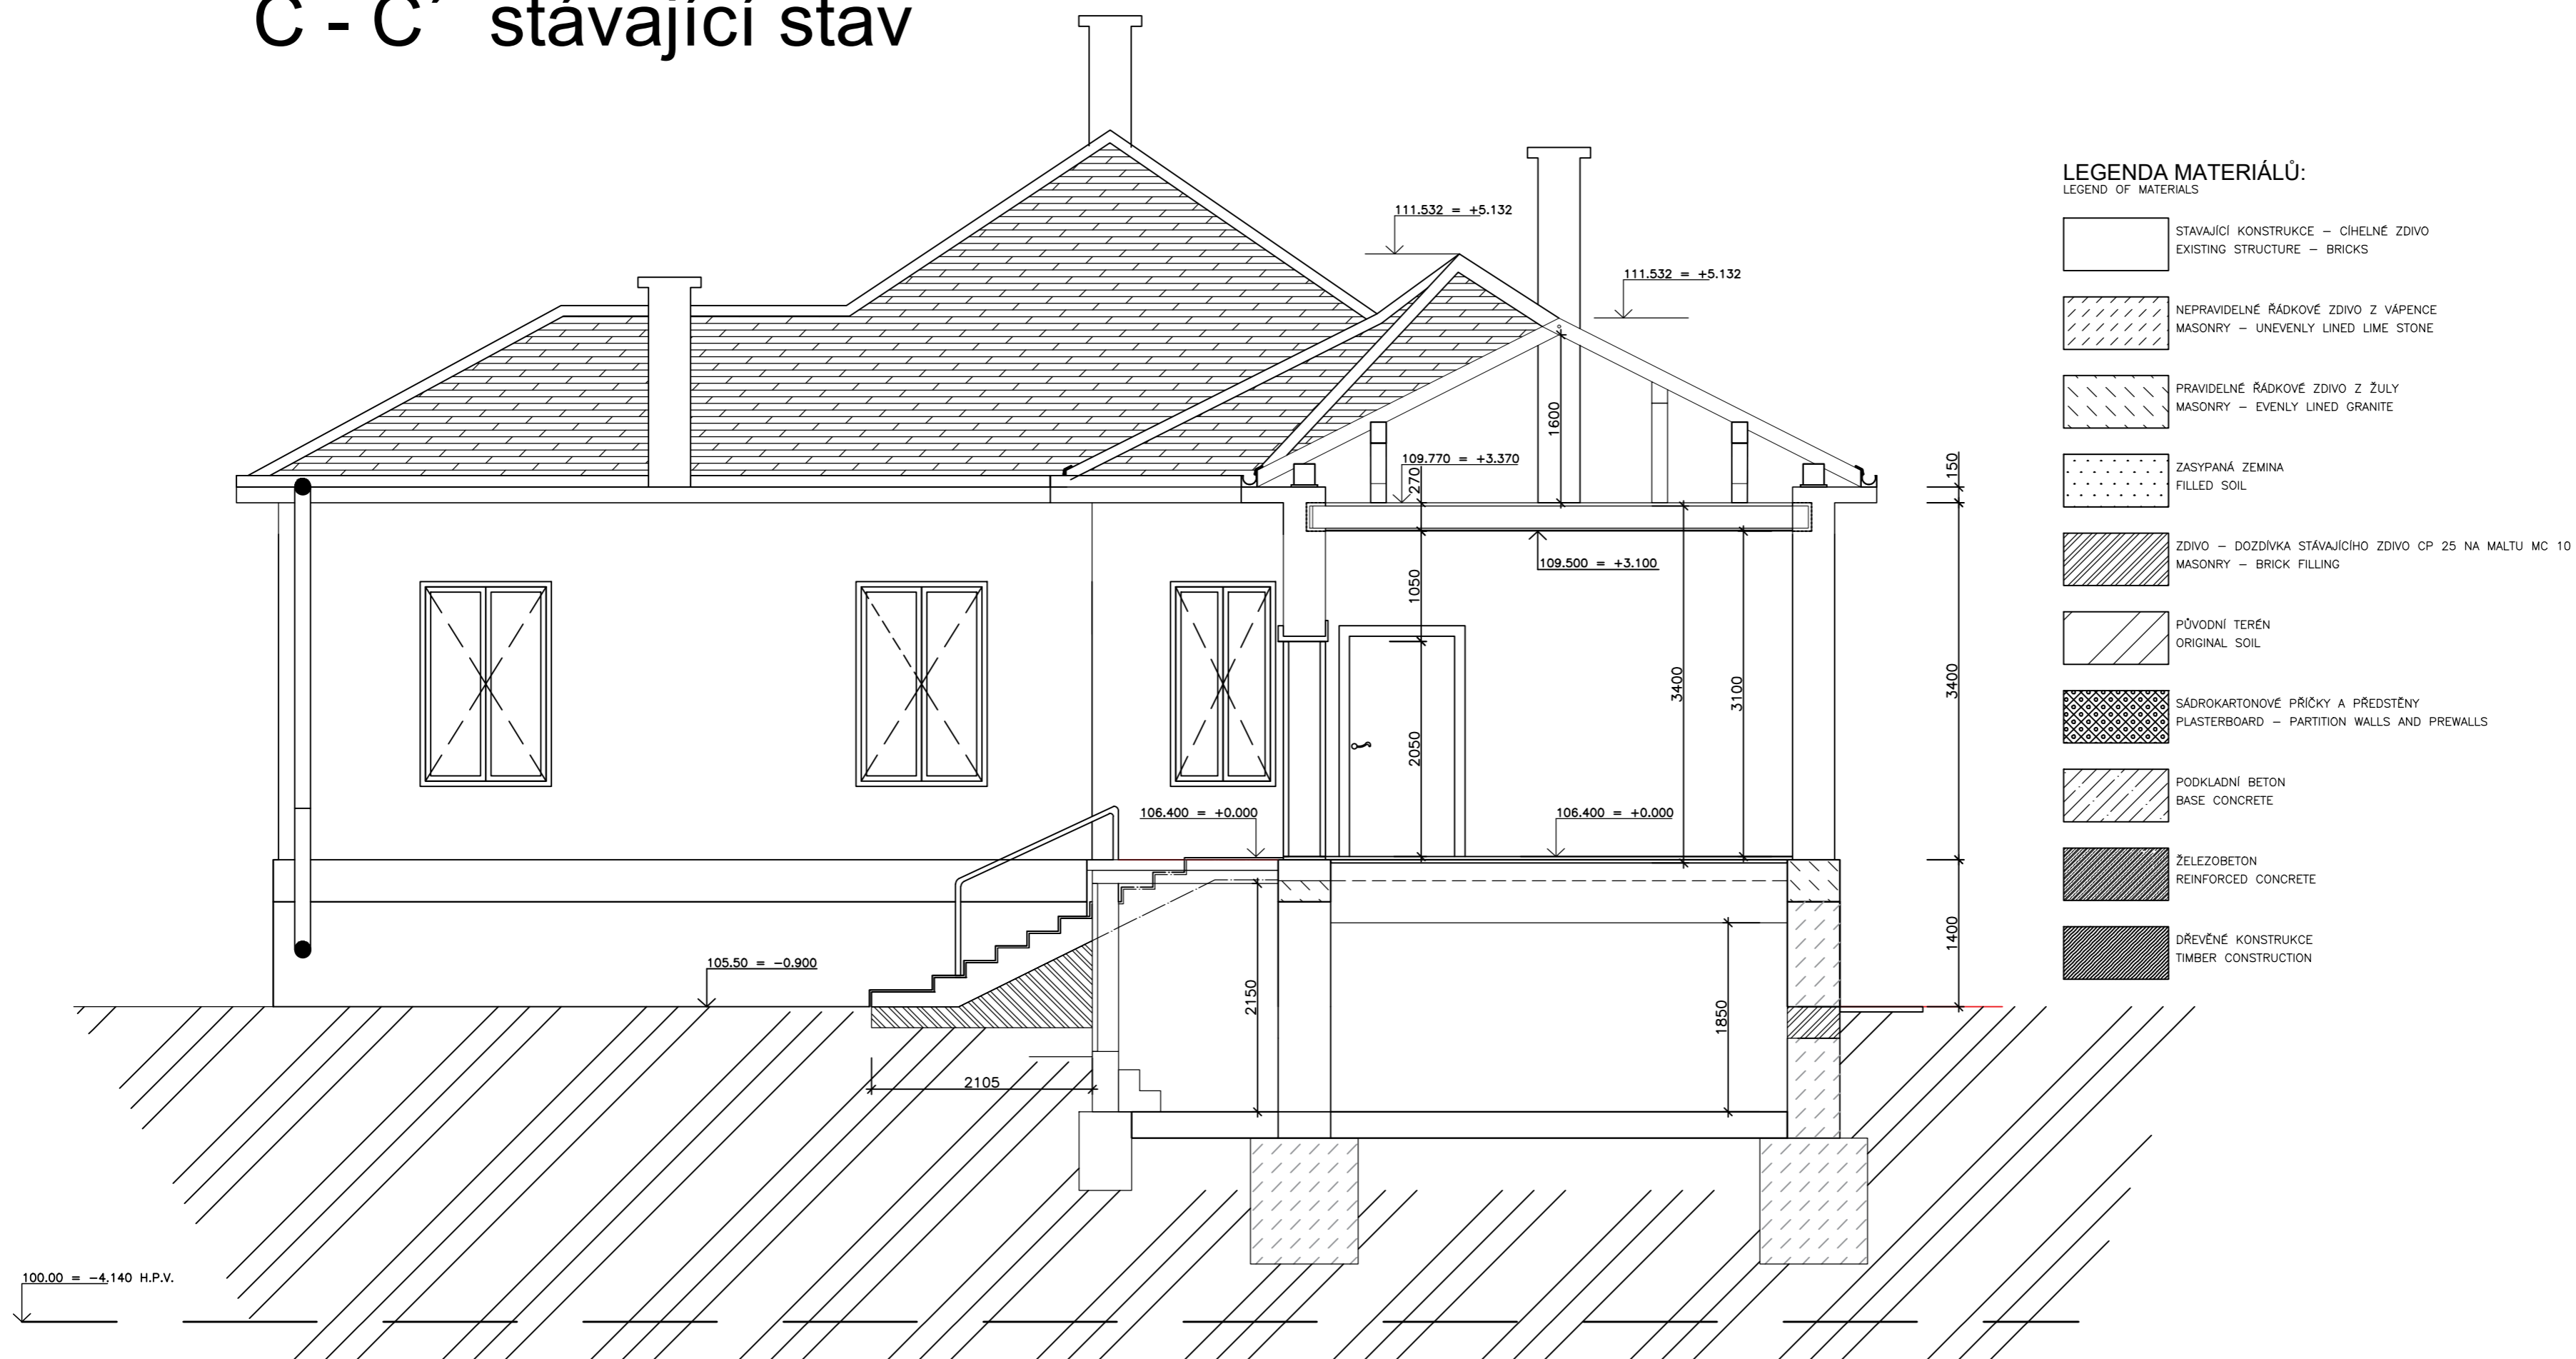 C - C´ stávající stav
111.532 = +5.132
111.532 = +5.132
1600
109.770 = +3.370
270
150
109.500 = +3.100
1050
3400
3100
3400
2050
106.400 = +0.000
106.400 = +0.000
105.50 = -0.900
1400
2150
1850
2105
100.00 = -4.140 H.P.V.
LEGENDA MATERIÁLŮ:
LEGEND OF MATERIALS
STAVAJÍCÍ KONSTRUKCE – CÍHELNÉ ZDIVO
EXISTING STRUCTURE – BRICKS
NEPRAVIDELNÉ ŘÁDKOVÉ ZDIVO Z VÁPENCE
MASONRY – UNEVENLY LINED LIME STONE
PRAVIDELNÉ ŘÁDKOVÉ ZDIVO Z ŽULY
MASONRY – EVENLY LINED GRANITE
ZASYPANÁ ZEMINA
FILLED SOIL
ZDIVO – DOZDÍVKA STÁVAJÍCÍHO ZDIVO CP 25 NA MALTU MC 10
MASONRY – BRICK FILLING
PŮVODNÍ TERÉN
ORIGINAL SOIL
SÁDROKARTONOVÉ PŘÍČKY A PŘEDSTĚNY
PLASTERBOARD – PARTITION WALLS AND PREWALLS
PODKLADNÍ BETON
BASE CONCRETE
ŽELEZOBETON
REINFORCED CONCRETE
DŘEVĚNÉ KONSTRUKCE
TIMBER CONSTRUCTION